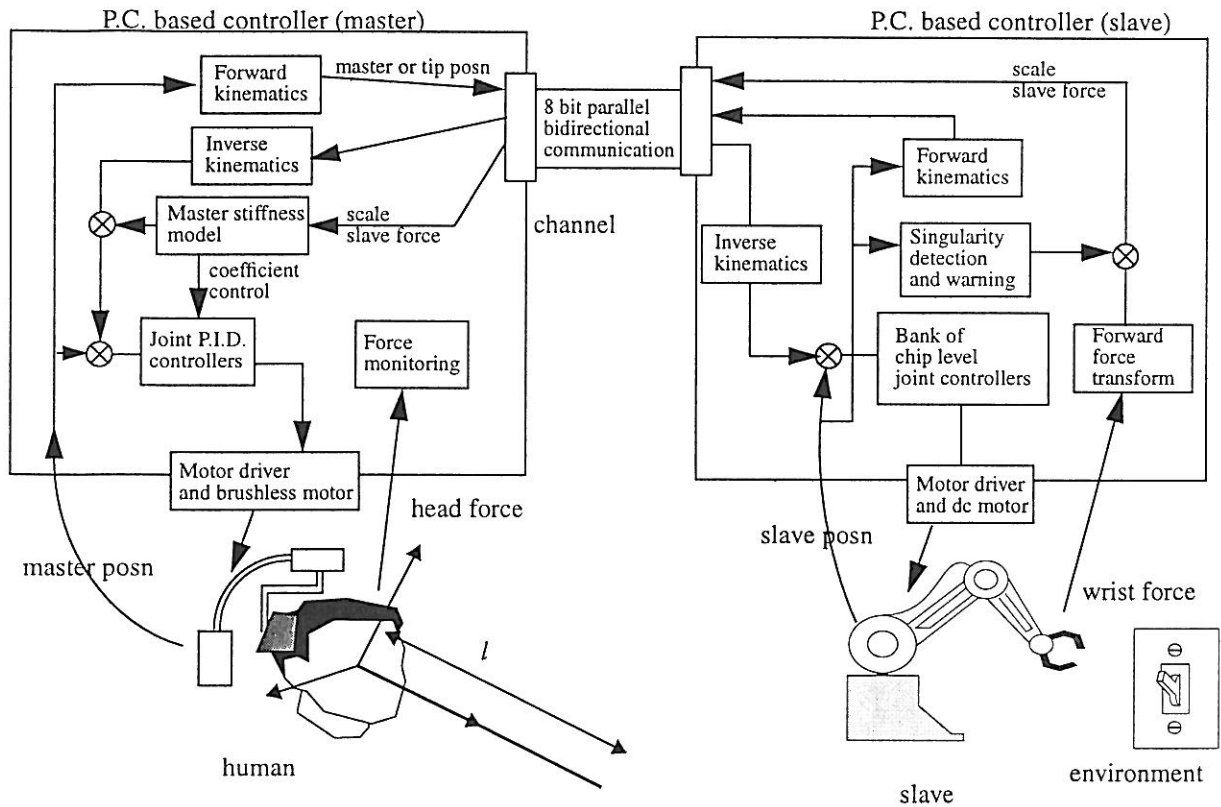 P.C. based controller (master)
P.C. based controller (slave)
Forward
kinematics
master or tip posn
8 bit parallel
bidirectional
communication
scale
slave force
Inverse
kinematics
Forward
kinematics
Master stiffness
model
scale
slave force
channel
Inverse
kinematics
Singularity
detection
and warning
coefficient
control
Joint P.I.D.
controllers
Force
monitoring
Bank of
chip level
joint controllers
Forward
force
transform
Motor driver
and brushless motor
Motor driver
and dc motor
head force
slave posn
master posn
wrist force
l
human
slave
environment